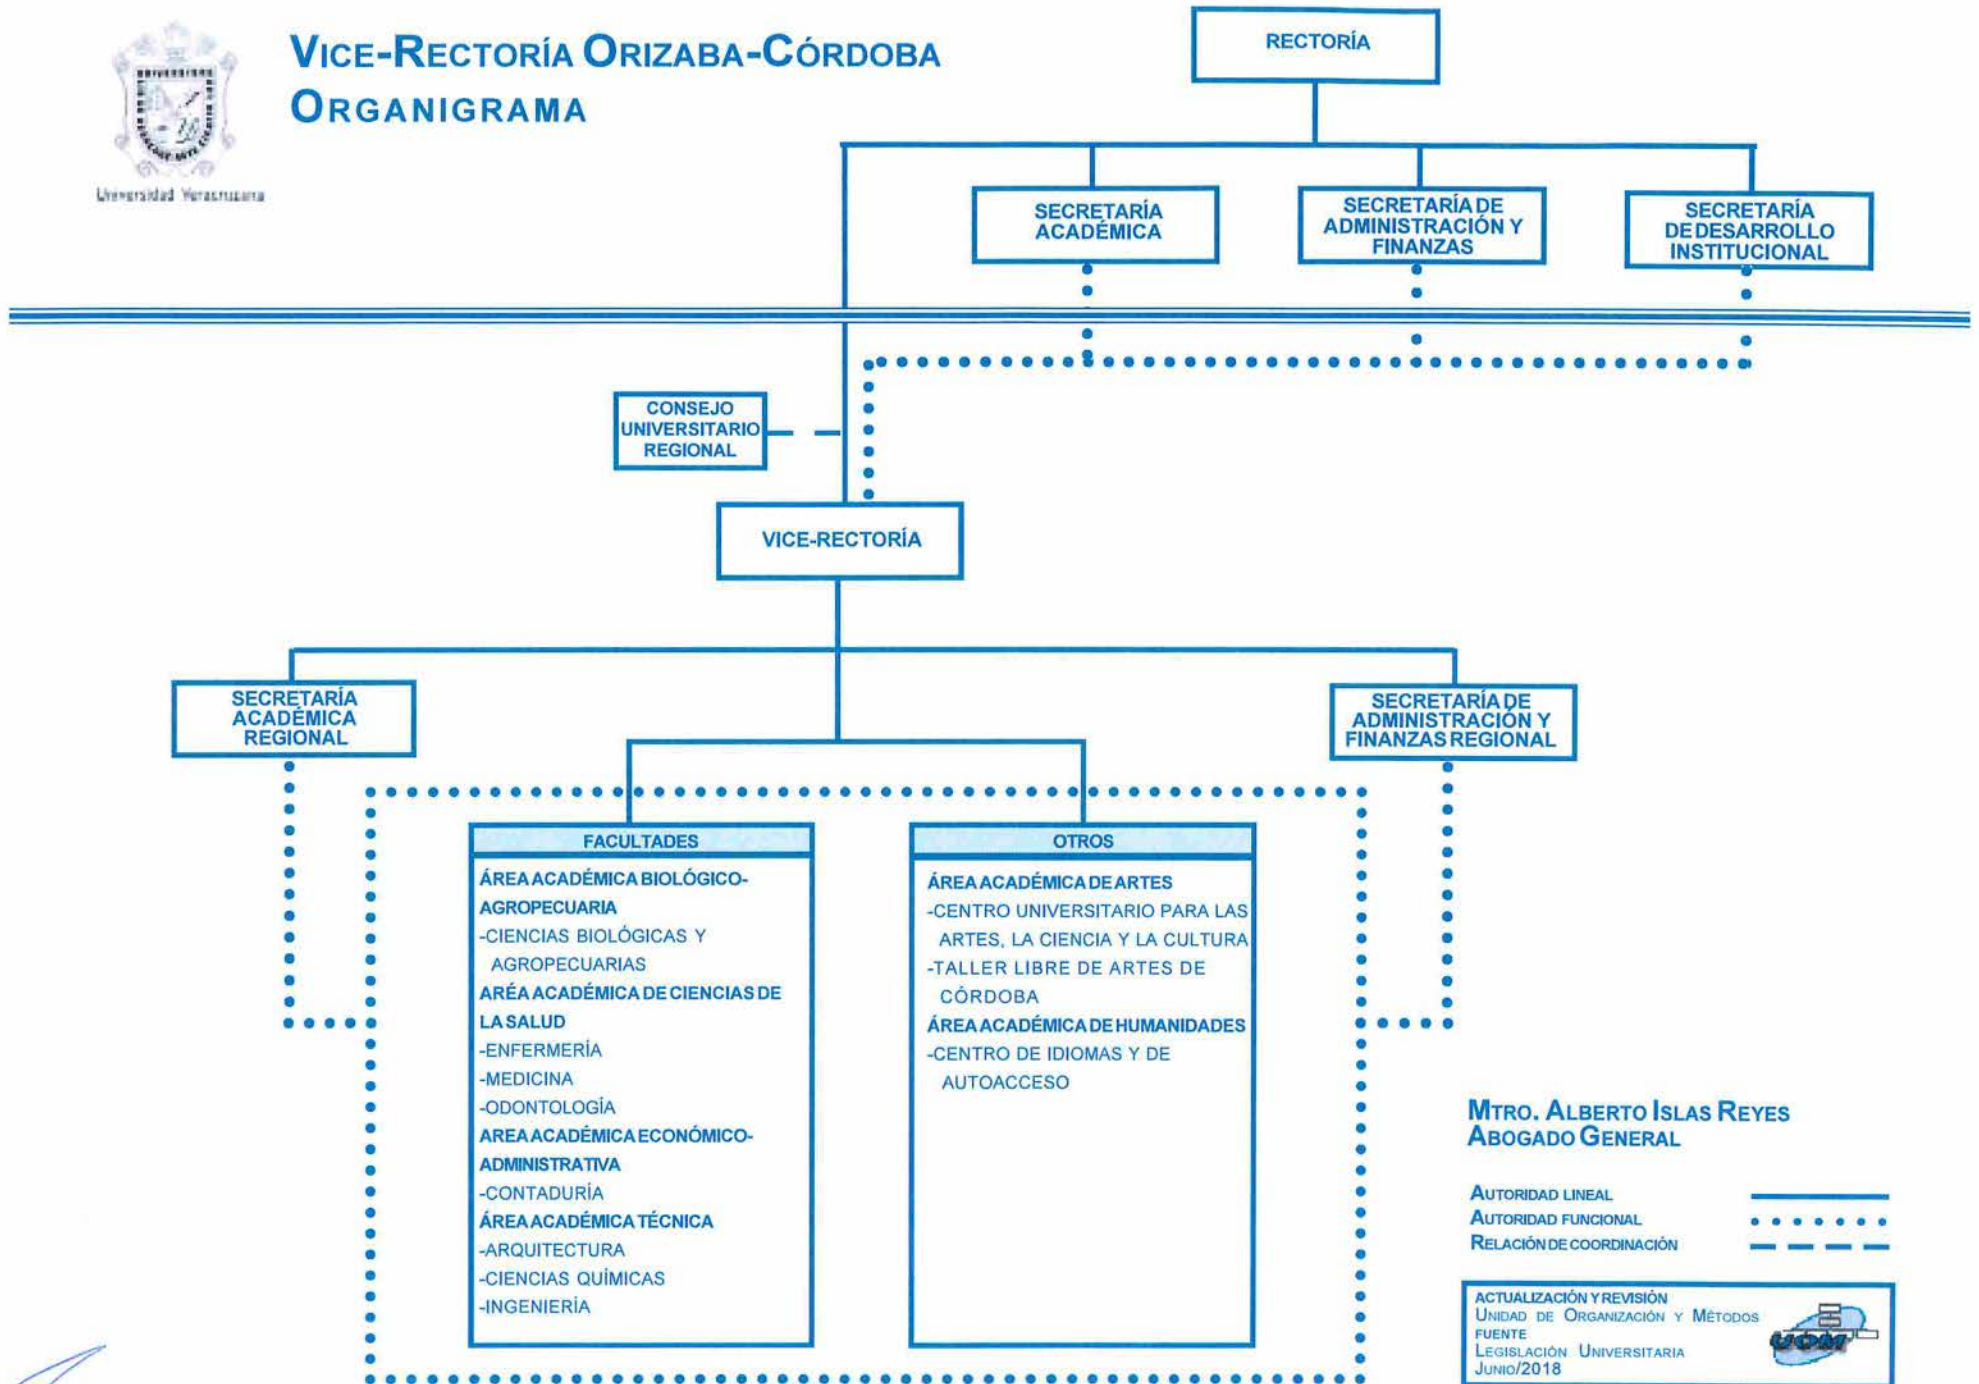 VICE-RECTORÍA ORIZABA-CÓRDOBA
ORGANIGRAMA
Universidad Veracruzana
RECTORÍA
SECRETARÍA
ACADÉMICA
SECRETARÍA DE
ADMINISTRACIÓN Y
FINANZAS
SECRETARÍA
DE DESARROLLO
INSTITUCIONAL
CONSEJO
UNIVERSITARIO
REGIONAL
VICE-RECTORÍA
SECRETARÍA
ACADÉMICA
REGIONAL
SECRETARÍA DE
ADMINISTRACIÓN Y
FINANZAS REGIONAL
FACULTADES
ÁREA ACADÉMICA BIOLÓGICO-
AGROPECUARIA
-CIENCIAS BIOLÓGICAS Y
AGROPECUARIAS
ARÉA ACADÉMICA DE CIENCIAS DE
LA SALUD
-ENFERMERÍA
-MEDICINA
-ODONTOLOGÍA
AREA ACADÉMICA ECONÓMICO-
ADMINISTRATIVA
-CONTADURÍA
ÁREA ACADÉMICA TÉCNICA
-ARQUITECTURA
-CIENCIAS QUÍMICAS
-INGENIERÍA
OTROS
ÁREA ACADÉMICA DE ARTES
-CENTRO UNIVERSITARIO PARA LAS
ARTES, LA CIENCIA Y LA CULTURA
-TALLER LIBRE DE ARTES DE
CÓRDOBA
ÁREA ACADÉMICA DE HUMANIDADES
-CENTRO DE IDIOMAS Y DE
AUTOACCESO
MTRO. ALBERTO ISLAS REYES
ABOGADO GENERAL
AUTORIDAD LINEAL
AUTORIDAD FUNCIONAL
RELACIÓN DE COORDINACIÓN
ACTUALIZACIÓN Y REVISIÓN
UNIDAD DE ORGANIZACIÓN Y MÉTODOS
FUENTE
LEGISLACIÓN UNIVERSITARIA
JUNIO/2018
UOM